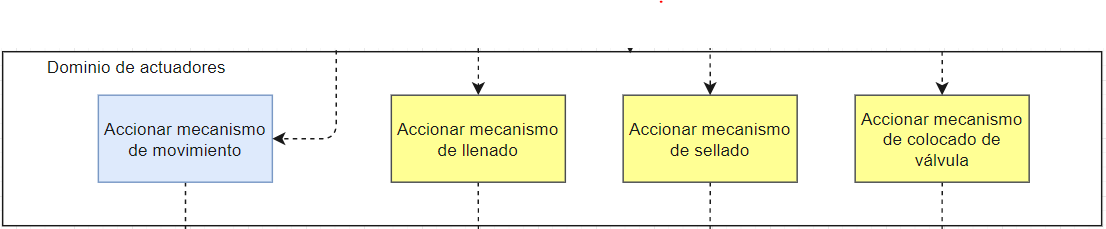 Dominio de actuadores
Accionar mecanismo
de movimiento
Accionar mecanismo
de llenado
Accionar mecanismo
de sellado
Accionar mecanismo
de colocado de
válvula